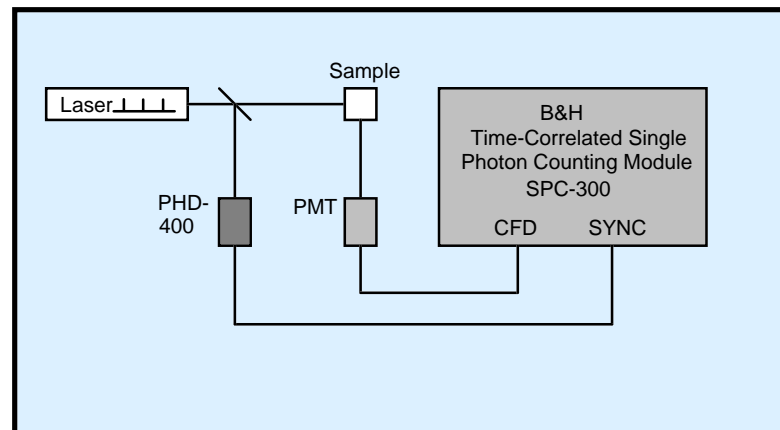 Sample
Laser
B&H
Time-Correlated Single
Photon Counting Module
SPC-300
PHD-
400
PMT
CFD SYNC